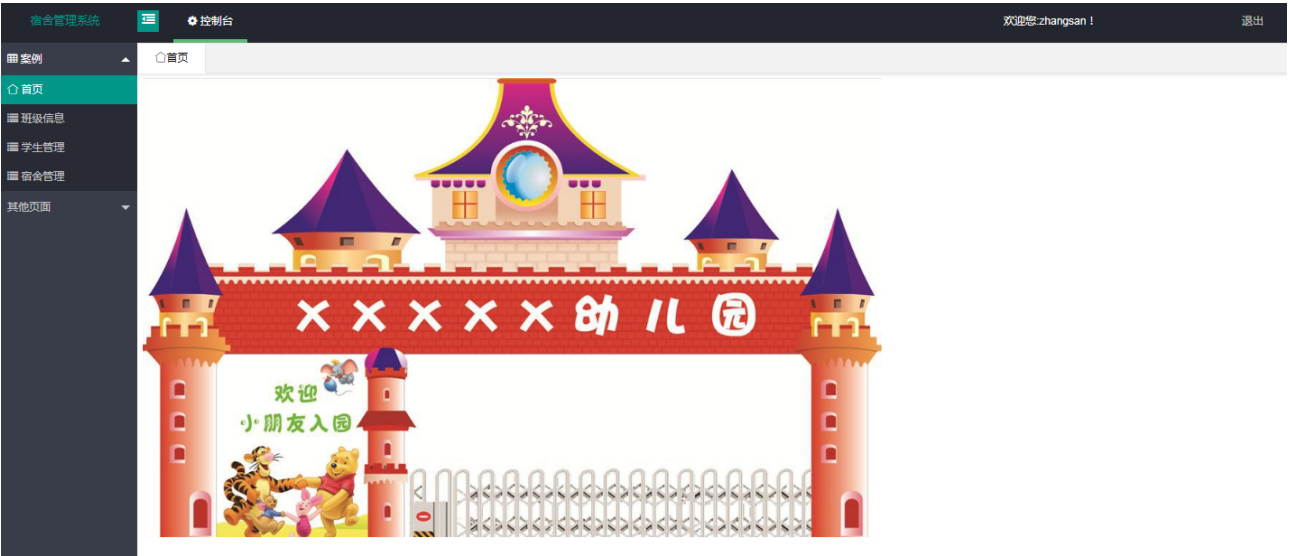 宿舍管理系统
控制台
欢迎您:zhangsan！
退出
案例
首页
首页
班级信息
学生管理
宿舍管理
其他页面
×××××幼儿园
欢迎
小朋友入园